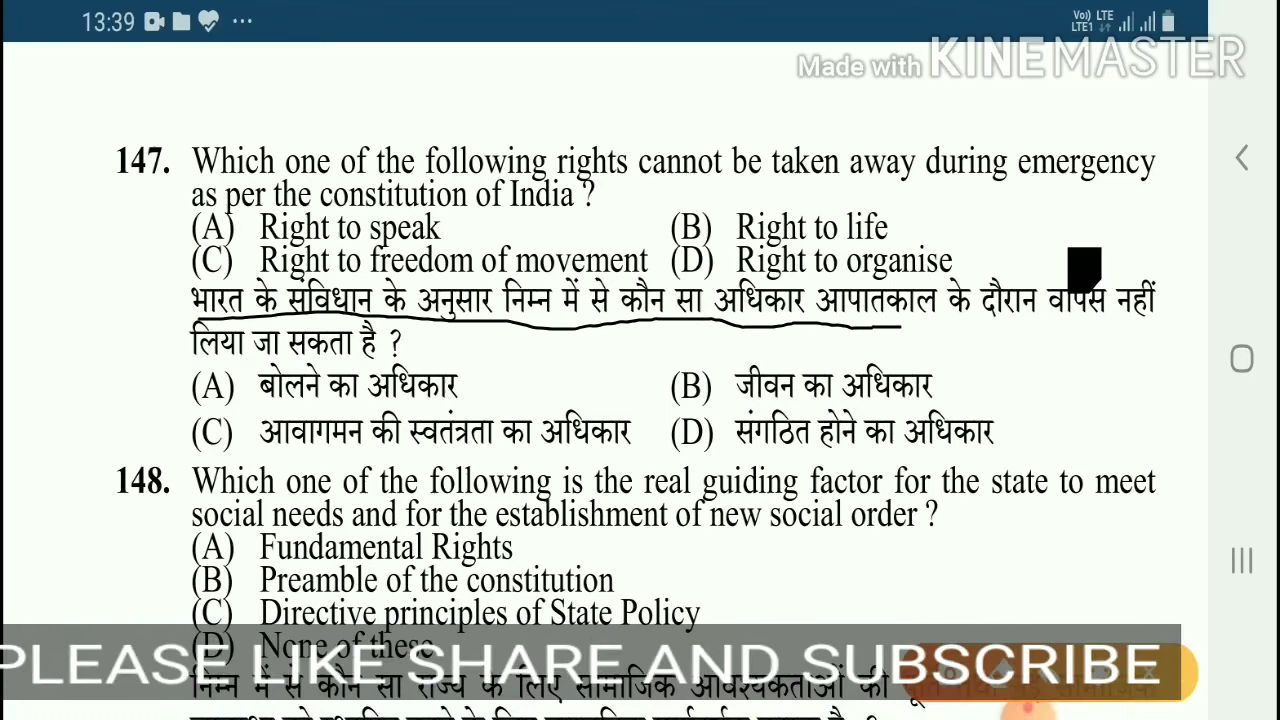 13:39
Voo) LTE
LTE1
Made with KINEMASTER
147. Which one of the following rights cannot be taken away during emergency
as per the constitution of India ?
(A) Right to speak (B) Right to life
(C) Right to freedom of movement (D) Right to organise
भारत के संविधान के अनुसार निम्न में से कौन सा अधिकार आपातकाल के दौरान वापस नहीं
लिया जा सकता है ?
(A) बोलने का अधिकार (B) जीवन का अधिकार
(C) आवागमन की स्वतंत्रता का अधिकार (D) संगठित होने का अधिकार
148. Which one of the following is the real guiding factor for the state to meet
social needs and for the establishment of new social order ?
(A) Fundamental Rights
(B) Preamble of the constitution
(C) Directive principles of State Policy
(D) None of these
PLEASE LIKE SHARE AND SUBSCRIBE
निम्न में से कौन सा राज्य के लिए सामाजिक आवश्यकताओं की